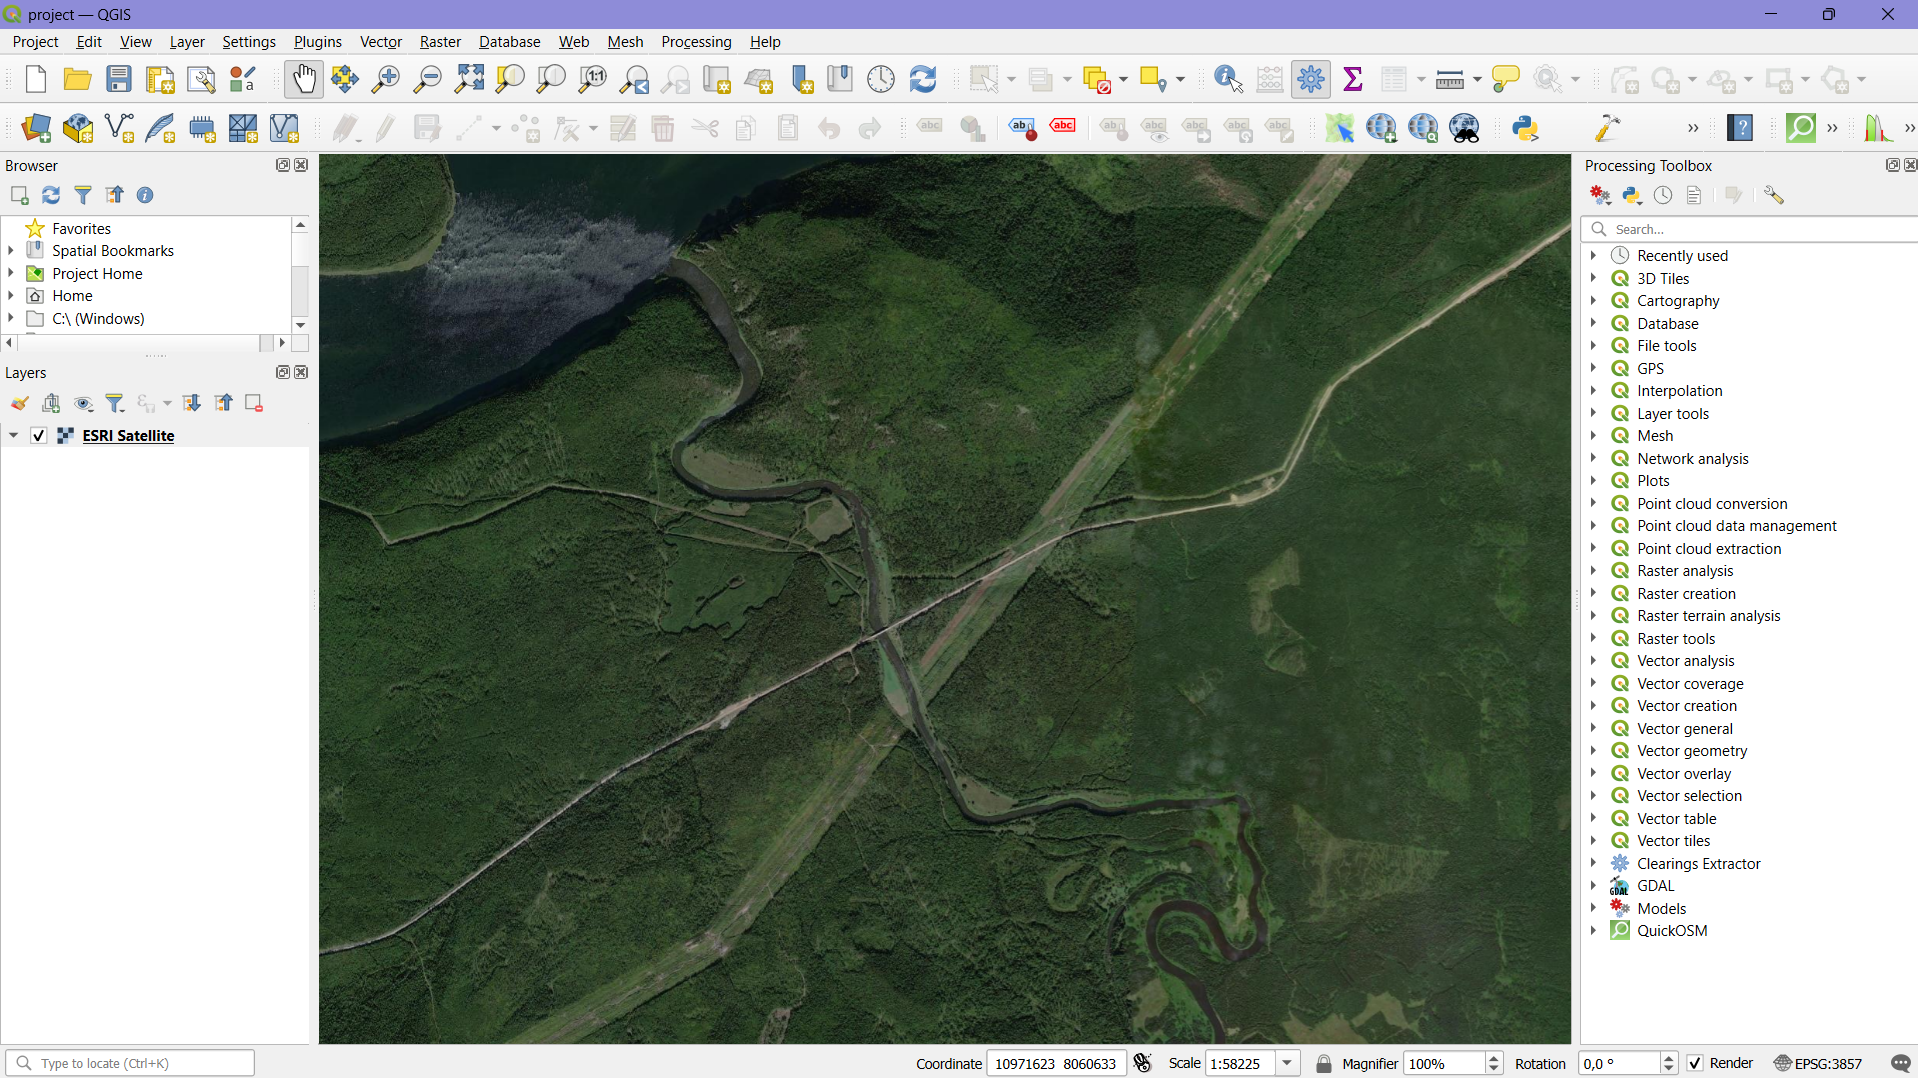 project — QGIS
Project Edit View Layer Settings Plugins Vector Raster Database Web Mesh Processing Help
Browser
Favorites
Spatial Bookmarks
Project Home
Home
C:\ (Windows)
Layers
ESRI Satellite
Processing Toolbox
Search...
Recently used
3D Tiles
Cartography
Database
File tools
GPS
Interpolation
Layer tools
Mesh
Network analysis
Plots
Point cloud conversion
Point cloud data management
Point cloud extraction
Raster analysis
Raster creation
Raster terrain analysis
Raster tools
Vector analysis
Vector coverage
Vector creation
Vector general
Vector geometry
Vector overlay
Vector selection
Vector table
Vector tiles
Clearings Extractor
GDAL
Models
QuickOSM
Type to locate (Ctrl+K) Coordinate 10971623 8060633 Scale 1:58225 Magnifier 100% Rotation 0,0 ° Render EPSG:3857